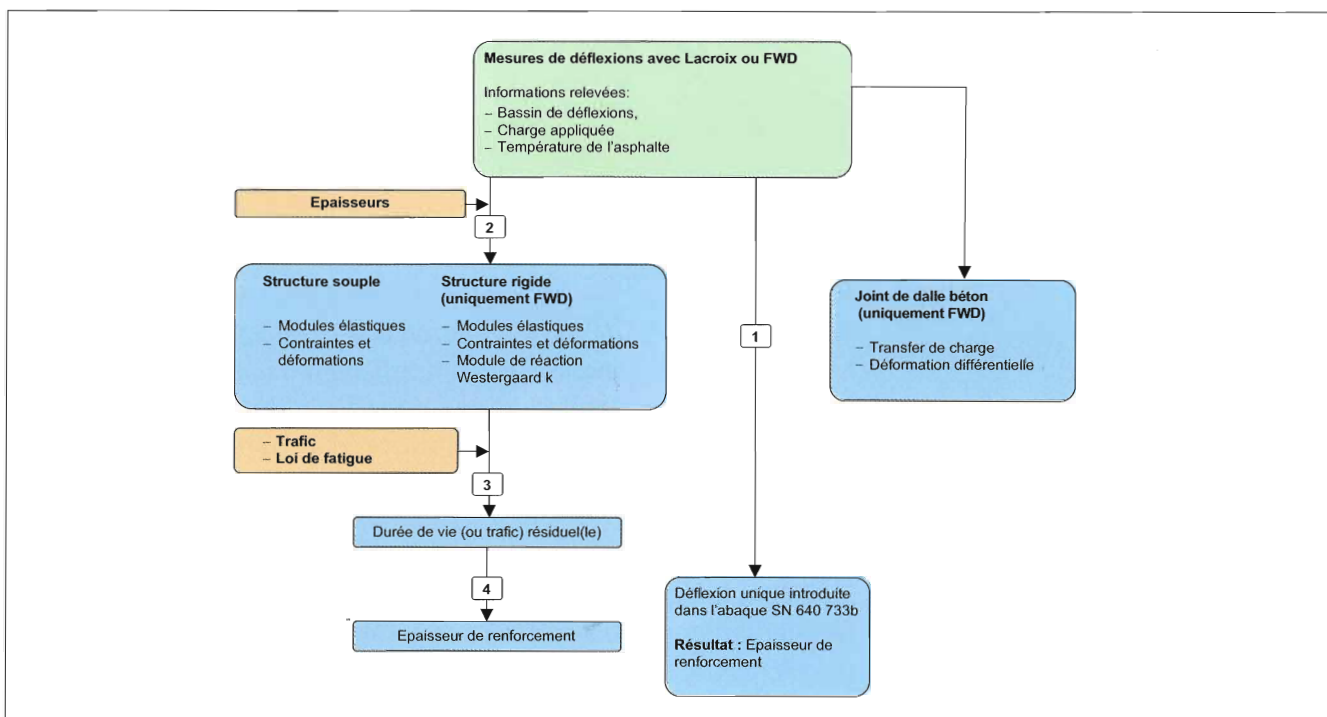 Mesures de déflexions avec Lacroix ou FWD
Informations relevées:
– Bassin de déflexions,
– Charge appliquée
– Température de l'asphalte
Epaisseurs
2
Structure souple
– Modules élastiques
– Contraintes et
déformations
Structure rigide
(uniquement FWD)
– Modules élastiques
– Contraintes et déformations
– Module de réaction
Westergaard k
1
Joint de dalle béton
(uniquement FWD)
– Transfer de charge
– Déformation différentielle
– Trafic
– Loi de fatigue
3
Durée de vie (ou trafic) résiduel(le)
4
Epaisseur de renforcement
Déflexion unique introduite
dans l'abaque SN 640 733b
Résultat : Epaisseur de
renforcement